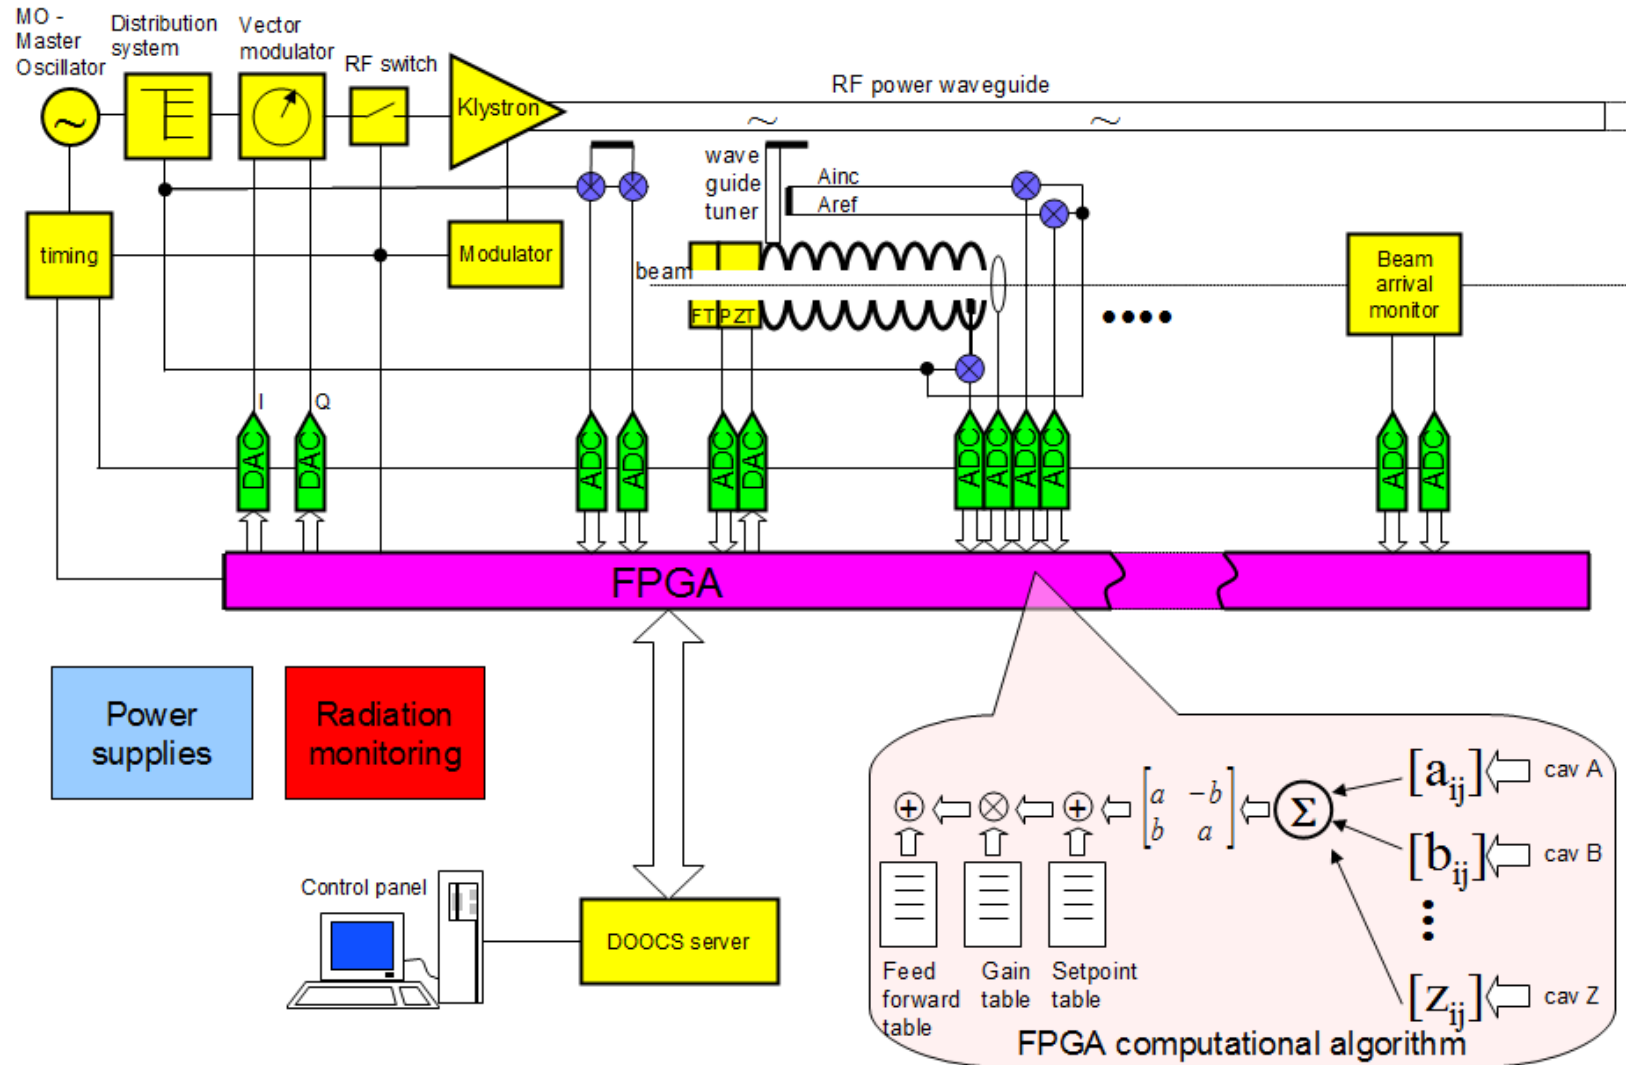 MO -
Master
Oscillator
Distribution
system
Vector
modulator
RF switch
Klystron
RF power waveguide
~
~
~
wave
guide
tuner
Ainc
Aref
timing
Modulator
beam
FT
PZT
Beam
arrival
monitor
I
Q
DAC
DAC
ADC
ADC
ADC
DAC
ADC
ADC
ADC
ADC
ADC
ADC
FPGA
Power
supplies
Radiation
monitoring
Control panel
DOOCS server
[a_ij]
cav A
a -b
b a
Σ
[b_ij]
cav B
[z_ij]
cav Z
Feed
forward
table
Gain
table
Setpoint
table
FPGA computational algorithm